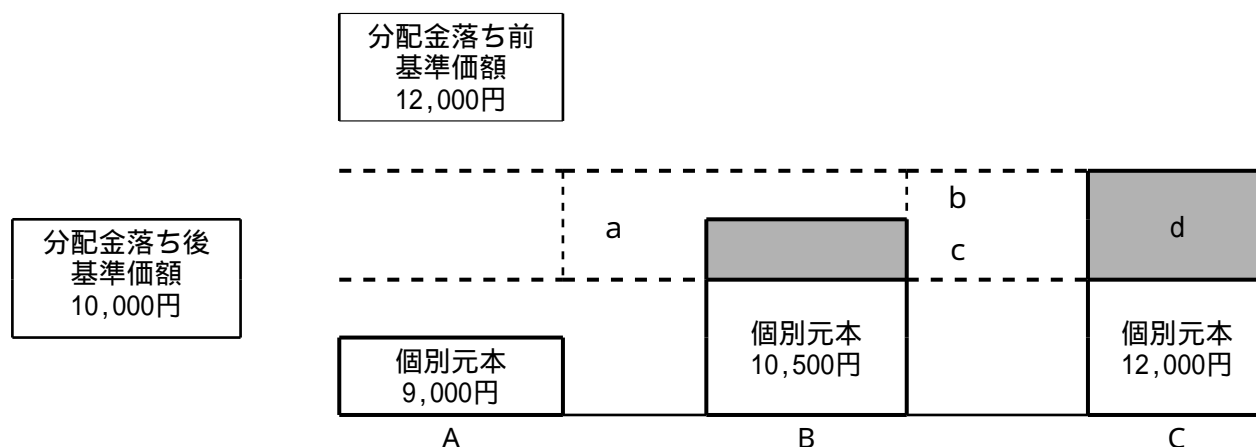 分配金落ち前
基準価額
12,000円
分配金落ち後
基準価額
10,000円
a
b
c
d
個別元本
9,000円
個別元本
10,500円
個別元本
12,000円
A
B
C